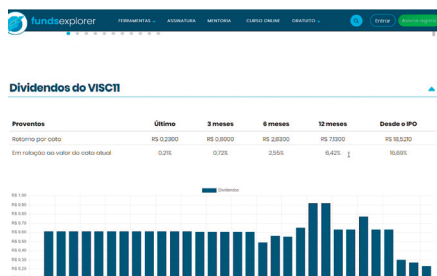 fundsexplorer FERRAMENTAS ASSINATURA MENTORIA CURSO ONLINE GRATUITO Entrar
Dividendos do VISC11
Proventos Último 3 meses 6 meses 12 meses Desde o IPO
Retorno por cota R$ 0,2300 R$ 0,8000 R$ 2,8300 R$ 7,1300 R$ 18,5210
Em relação ao valor da cota atual 0,21% 0,72% 2,55% 6,42% 16,69%
Dividendos
R$ 1,00
R$ 0,90
R$ 0,80
R$ 0,70
R$ 0,60
R$ 0,50
R$ 0,40
R$ 0,30
R$ 0,20